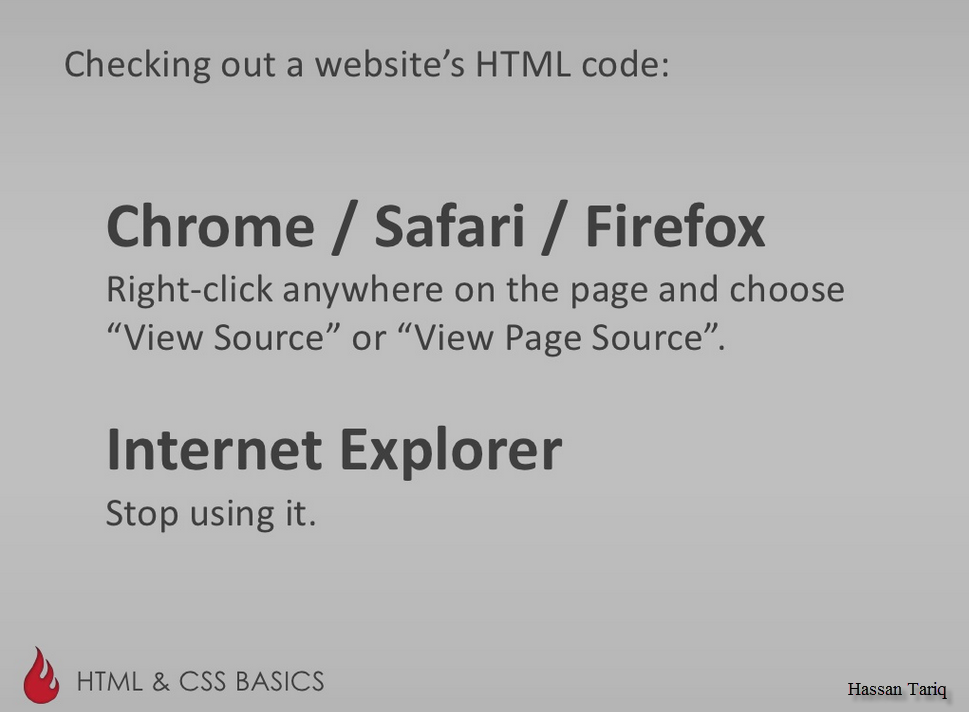 Checking out a website’s HTML code:
Chrome / Safari / Firefox
Right-click anywhere on the page and choose
“View Source” or “View Page Source”.
Internet Explorer
Stop using it.
HTML & CSS BASICS
Hassan Tariq